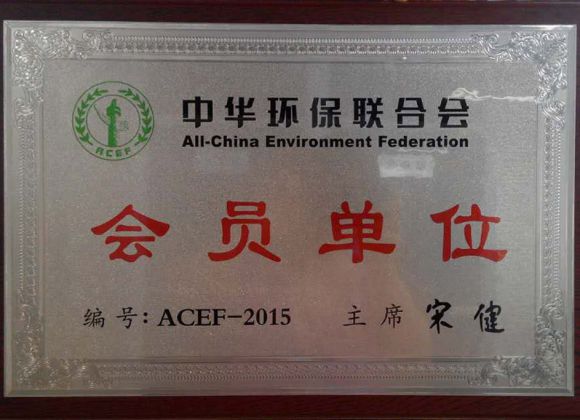 中华环保联合会
All-China Environment Federation
ACEF
会员单位
编号：ACEF-2015 主席 宋健